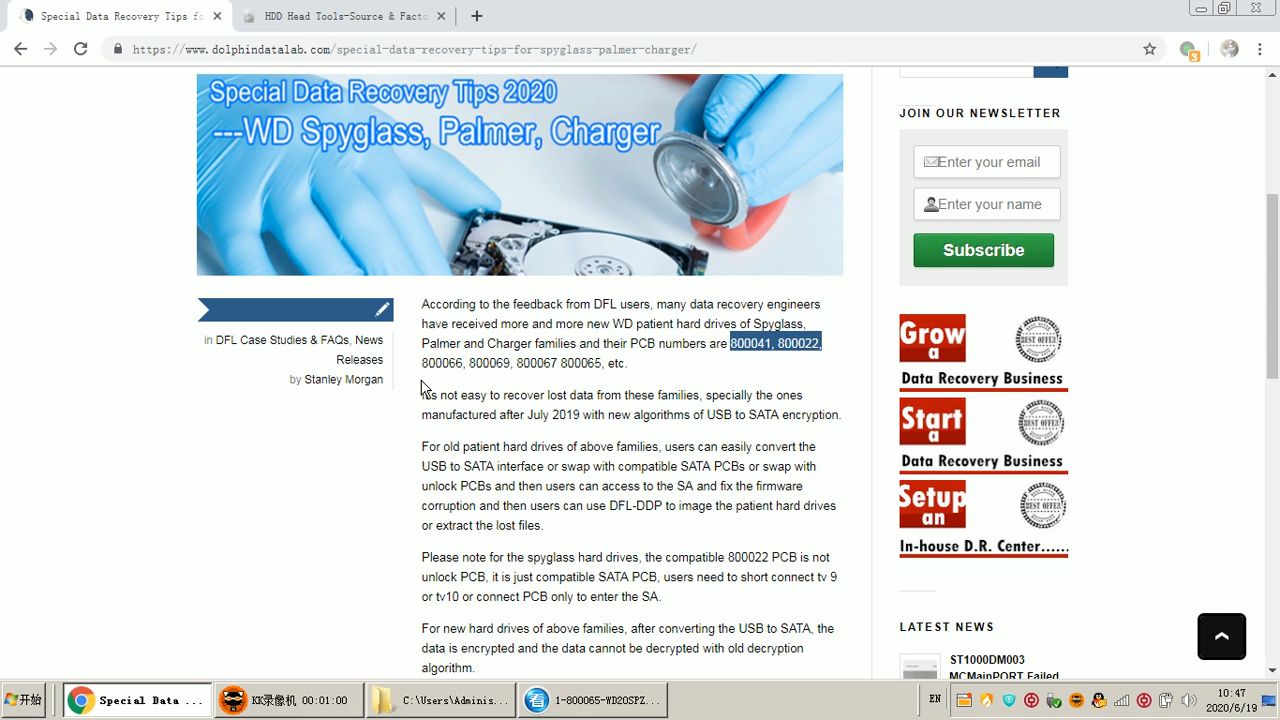 Special Data Recovery Tips fo
HDD Head Tools-Source & Facto
https://www.dolphindatalab.com/special-data-recovery-tips-for-spyglass-palmer-charger/
3
Special Data Recovery Tips 2020
---WD Spyglass, Palmer, Charger
in DFL Case Studies & FAQs, News
Releases
by Stanley Morgan
According to the feedback from DFL users, many data recovery engineers
have received more and more new WD patient hard drives of Spyglass,
Palmer and Charger families and their PCB numbers are 800041, 800022,
800066, 800069, 800067 800065, etc.
It's not easy to recover lost data from these families, specially the ones
manufactured after July 2019 with new algorithms of USB to SATA encryption.
For old patient hard drives of above families, users can easily convert the
USB to SATA interface or swap with compatible SATA PCBs or swap with
unlock PCBs and then users can access to the SA and fix the firmware
corruption and then users can use DFL-DDP to image the patient hard drives
or extract the lost files.
Please note for the spyglass hard drives, the compatible 800022 PCB is not
unlock PCB, it is just compatible SATA PCB, users need to short connect tv 9
or tv10 or connect PCB only to enter the SA.
For new hard drives of above families, after converting the USB to SATA, the
data is encrypted and the data cannot be decrypted with old decryption
algorithm.
JOIN OUR NEWSLETTER
Enter your email
Enter your name
Subscribe
Grow
a
BEST OFFER
Data Recovery Business
Start
a
BEST OFFER
Data Recovery Business
Setup
an
BEST OFFER
In-house D.R. Center......
LATEST NEWS
ST1000DM003
MCMainPORT Failed
开始
Special Data ...
KK录像机 00:01:00
C:\Users\Adminis...
1-800065-WD20SPZ...
EN
10:47
2020/6/19